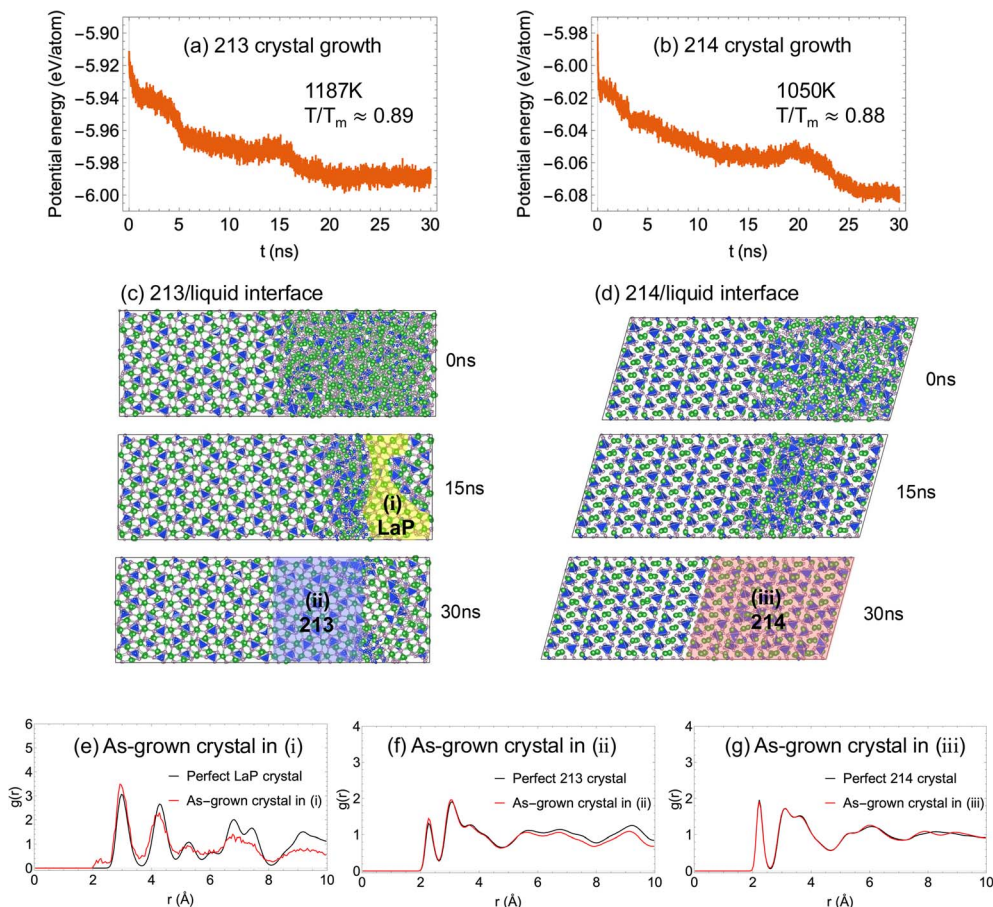 (a) 213 crystal growth
1187K
T/Tm ≈ 0.89
Potential energy (eV/atom)
−5.90
−5.92
−5.94
−5.96
−5.98
−6.00
0 5 10 15 20 25 30
t (ns)
(b) 214 crystal growth
1050K
T/Tm ≈ 0.88
Potential energy (eV/atom)
−5.98
−6.00
−6.02
−6.04
−6.06
−6.08
0 5 10 15 20 25 30
t (ns)
(c) 213/liquid interface
0ns
15ns
(i)
LaP
30ns
(ii)
213
(d) 214/liquid interface
0ns
15ns
30ns
(iii)
214
(e) As-grown crystal in (i)
Perfect LaP crystal
As−grown crystal in (i)
g(r)
6
5
4
3
2
1
0
0 2 4 6 8 10
r (Å)
(f) As-grown crystal in (ii)
Perfect 213 crystal
As−grown crystal in (ii)
g(r)
4
3
2
1
0
0 2 4 6 8 10
r (Å)
(g) As-grown crystal in (iii)
Perfect 214 crystal
As−grown crystal in (iii)
g(r)
4
3
2
1
0
0 2 4 6 8 10
r (Å)